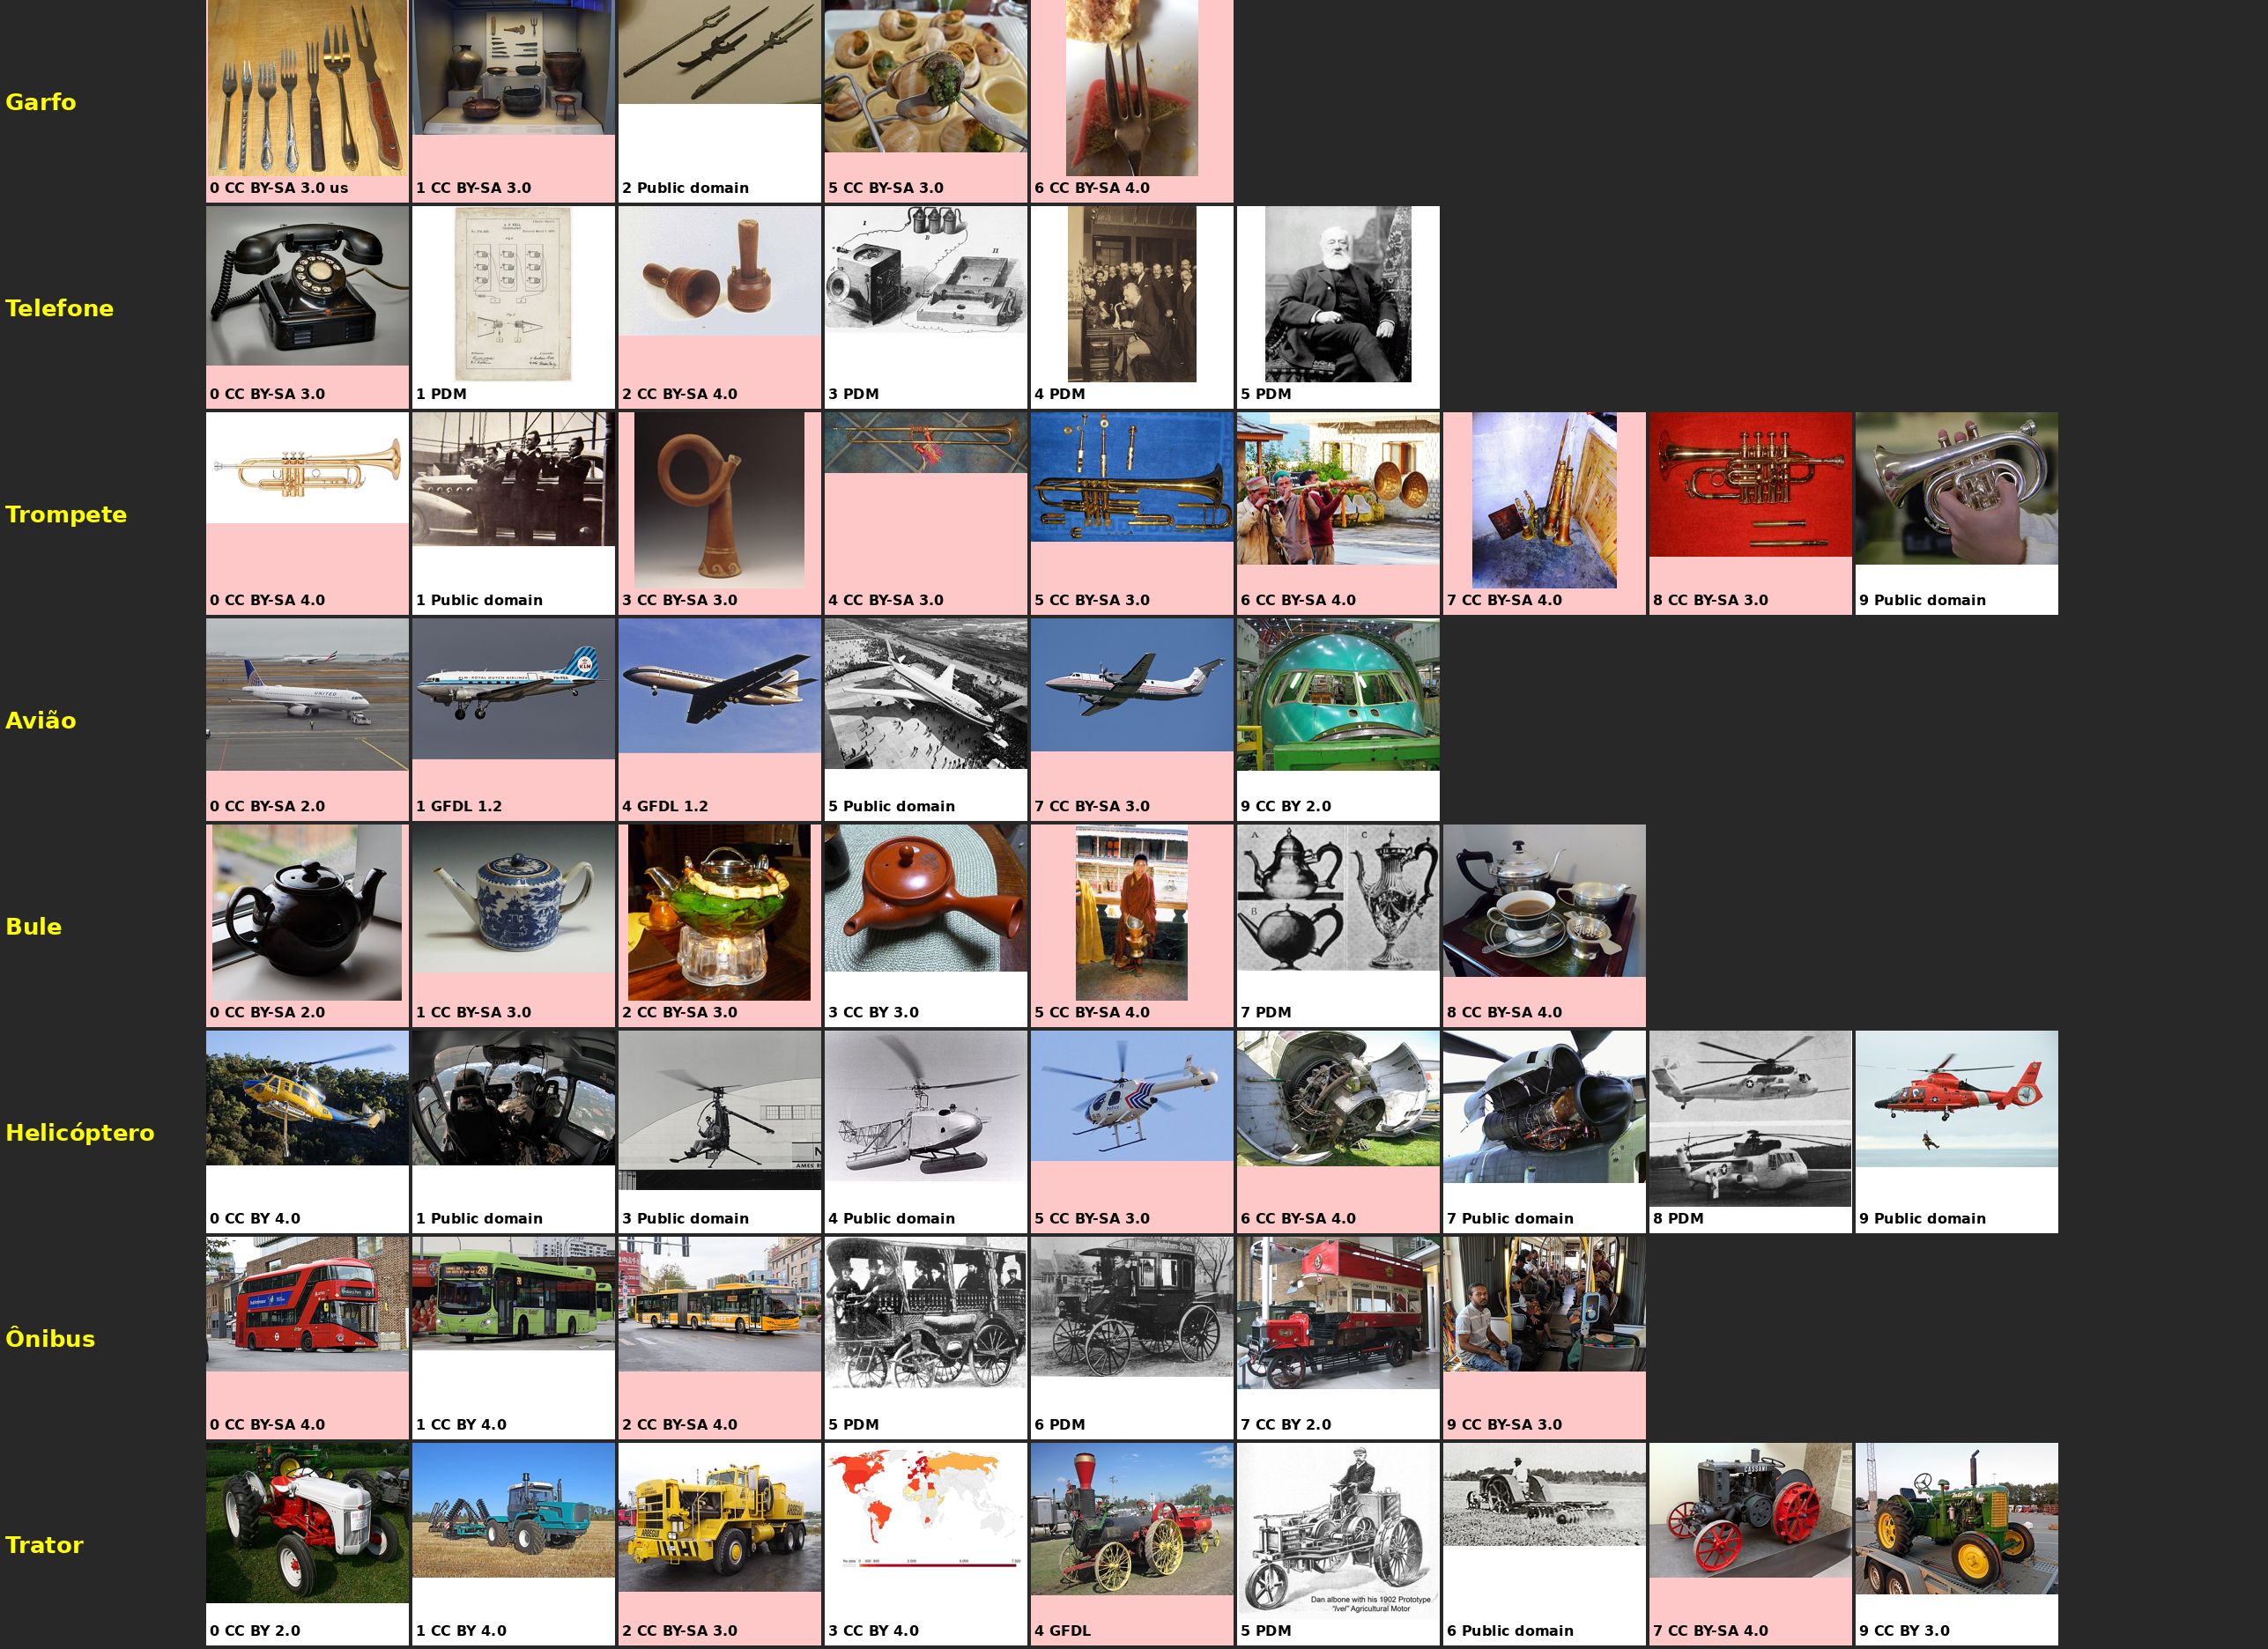 Garfo
0 CC BY-SA 3.0 us
1 CC BY-SA 3.0
2 Public domain
5 CC BY-SA 3.0
6 CC BY-SA 4.0
Telefone
0 CC BY-SA 3.0
1 PDM
2 CC BY-SA 4.0
3 PDM
4 PDM
5 PDM
Trompete
0 CC BY-SA 4.0
1 Public domain
3 CC BY-SA 3.0
4 CC BY-SA 3.0
5 CC BY-SA 3.0
6 CC BY-SA 4.0
7 CC BY-SA 4.0
8 CC BY-SA 3.0
9 Public domain
Avião
UNITED
KLM
0 CC BY-SA 2.0
1 GFDL 1.2
4 GFDL 1.2
5 Public domain
7 CC BY-SA 3.0
9 CC BY 2.0
Bule
A
C
B
0 CC BY-SA 2.0
1 CC BY-SA 3.0
2 CC BY-SA 3.0
3 CC BY 3.0
5 CC BY-SA 4.0
7 PDM
8 CC BY-SA 4.0
Helicóptero
0 CC BY 4.0
1 Public domain
3 Public domain
4 Public domain
5 CC BY-SA 3.0
6 CC BY-SA 4.0
7 Public domain
8 PDM
9 Public domain
Ônibus
0 CC BY-SA 4.0
1 CC BY 4.0
2 CC BY-SA 4.0
5 PDM
6 PDM
7 CC BY 2.0
9 CC BY-SA 3.0
Trator
CASSANI
Dan albone with his 1902 Prototype
"Ivel" Agricultural Motor
0 CC BY 2.0
1 CC BY 4.0
2 CC BY-SA 3.0
3 CC BY 4.0
4 GFDL
5 PDM
6 Public domain
7 CC BY-SA 4.0
9 CC BY 3.0